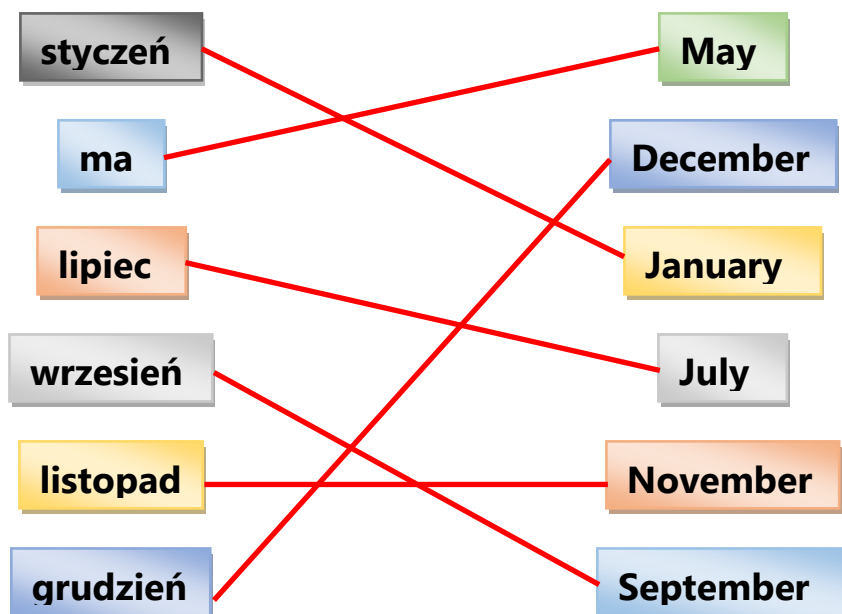 styczeń
May
ma
December
lipiec
January
wrzesień
July
listopad
November
grudzień
September